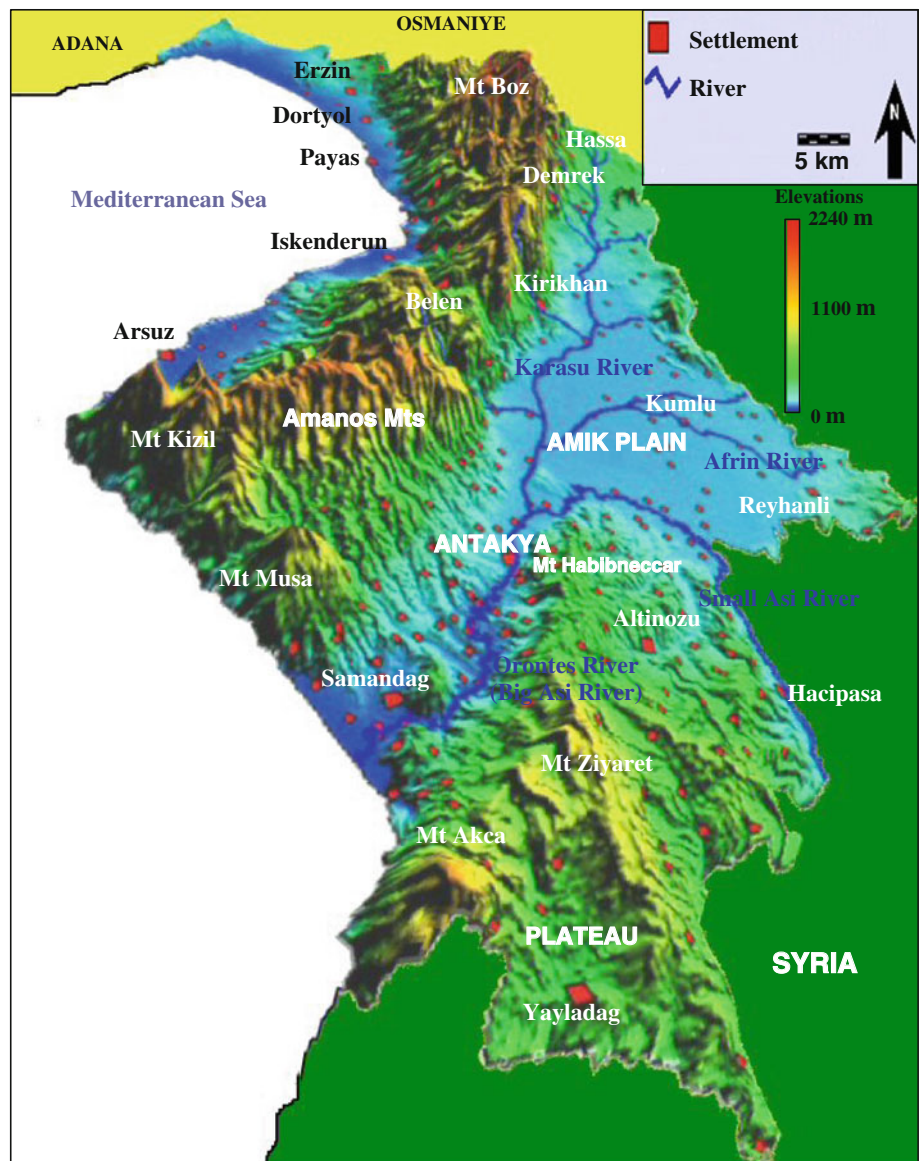 OSMANIYE
ADANA
Settlement
River
N
5 km
Erzin
Mt Boz
Dortyol
Hassa
Payas
Demrek
Mediterranean Sea
Elevations
2240 m
1100 m
0 m
Iskenderun
Kirikhan
Belen
Arsuz
Karasu River
Kumlu
Amanos Mts
Mt Kizil
AMIK PLAIN
Afrin River
Reyhanli
ANTAKYA
Mt Habibneccar
Mt Musa
Small Asi River
Altinozu
Orontes River
(Big Asi River)
Samandag
Hacipasa
Mt Ziyaret
Mt Akca
PLATEAU
SYRIA
Yayladag